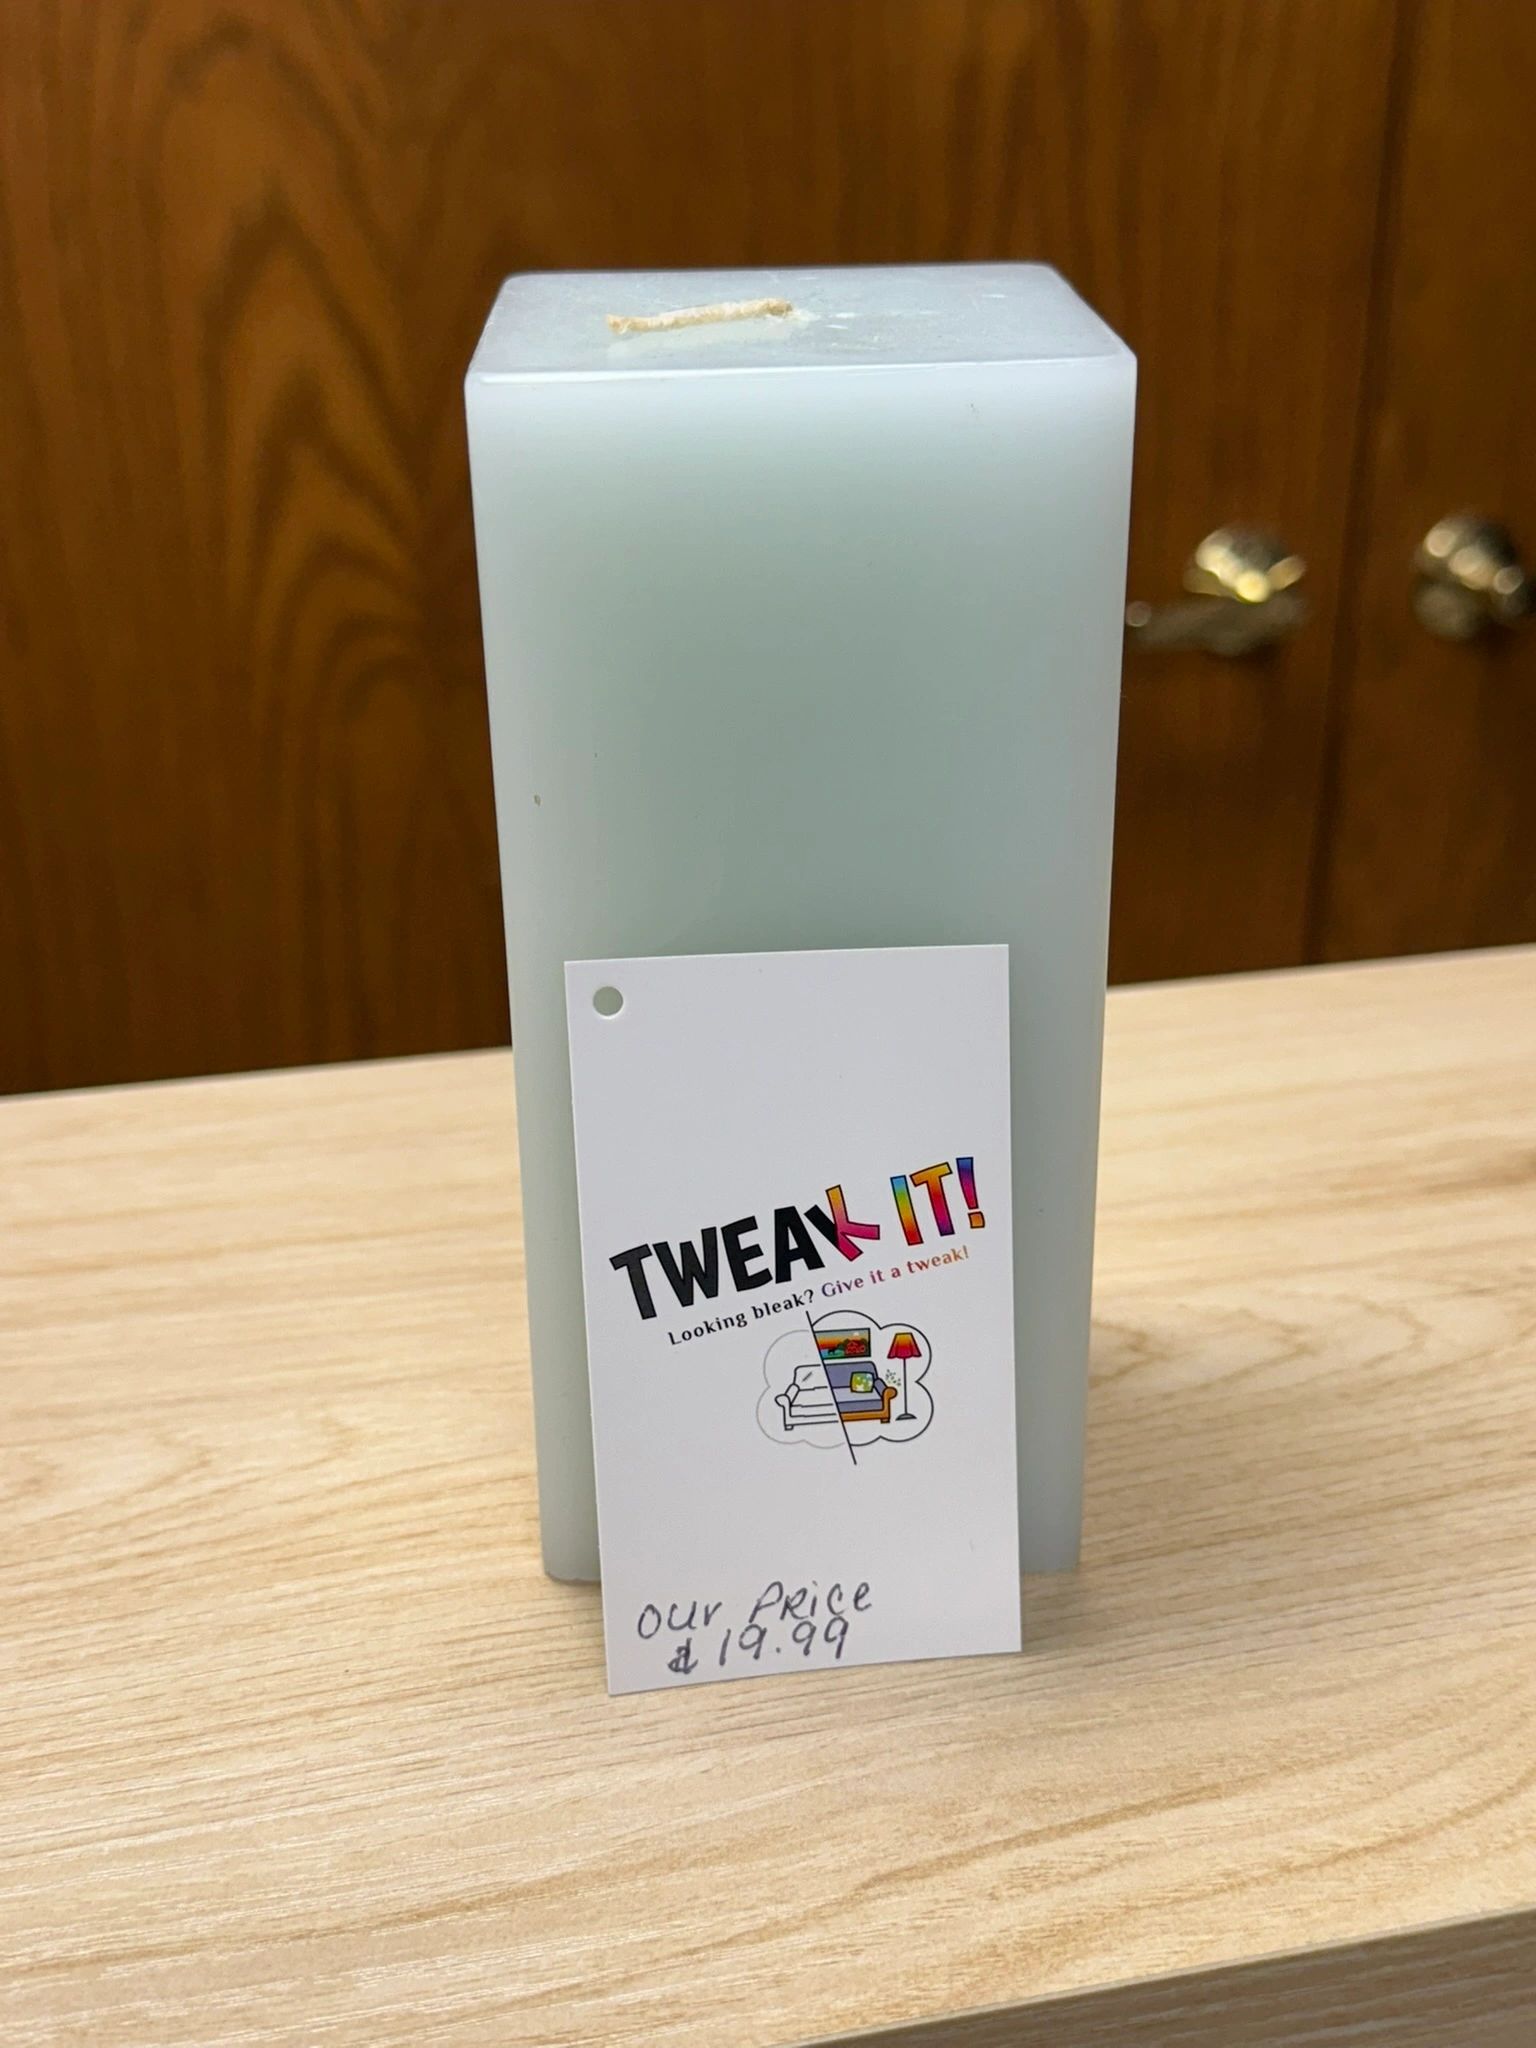 TWEAK IT!
Looking bleak? Give it a tweak!
our Price
$19.99